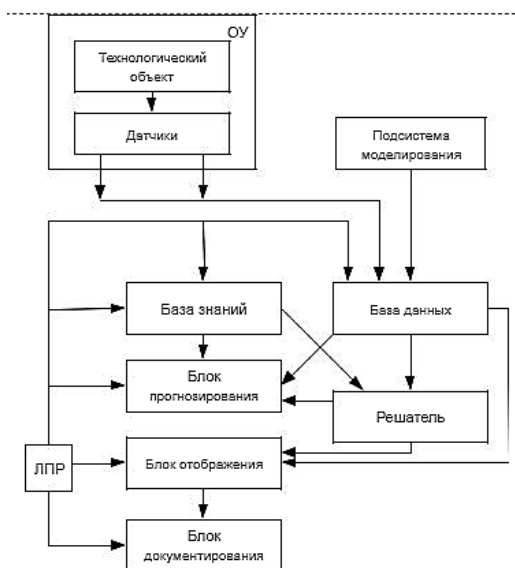 ОУ
Технологический
объект
Датчики
Подсистема
моделирования
База знаний
База данных
Блок
прогнозирования
Решатель
ЛПР
Блок отображения
Блок
документирования